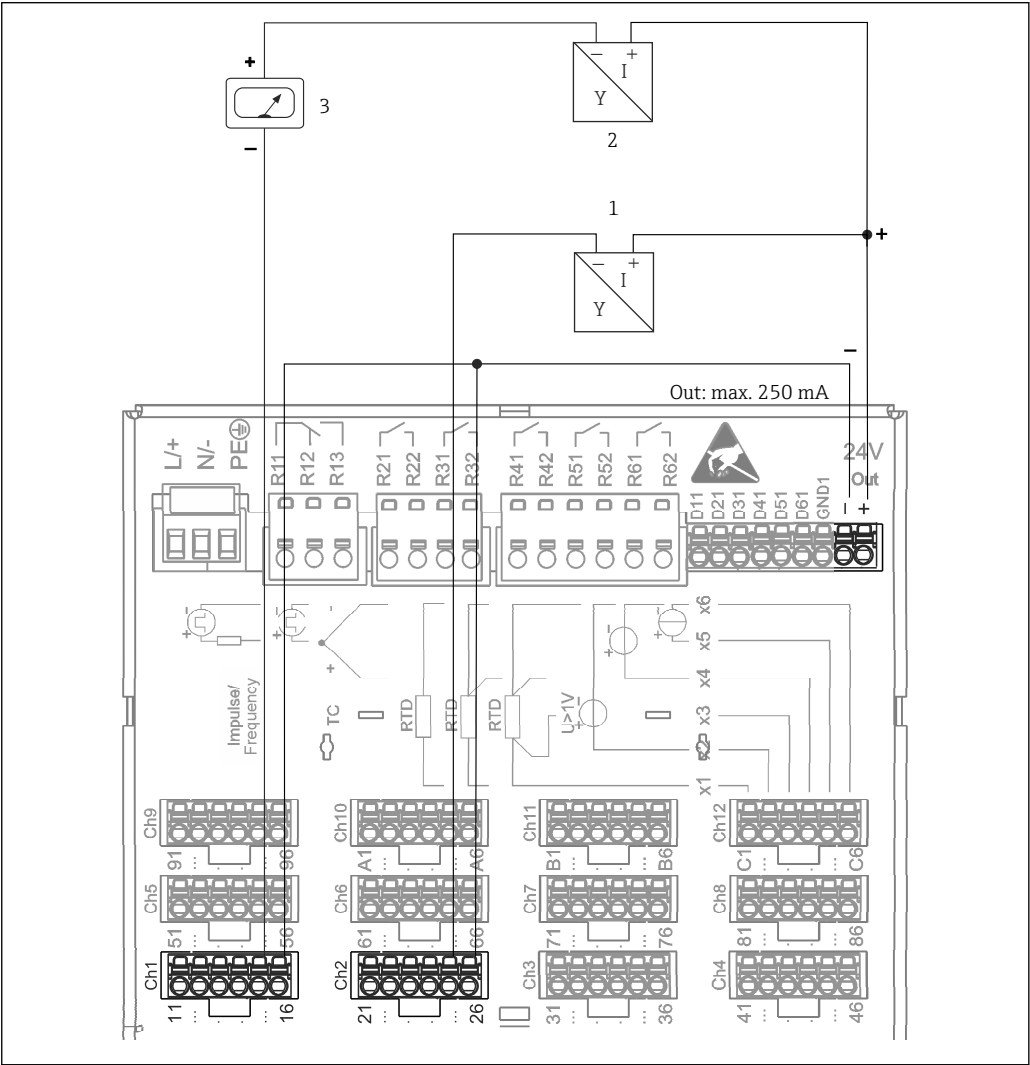 − +
I
Y
2
+
3
−
1
− +
I
Y
+
−
Out: max. 250 mA
L/+
N/-
PE
R11
R12
R13
R21
R22
R31
R32
R41
R42
R51
R52
R61
R62
D11
D21
D31
D41
D51
D61
GND1
24V
Out
− +
Impulse/
Frequency
TC
RTD
RTD
RTD
U>1V
x6
x5
x4
x3
x2
x1
- +
- +
- +
- +
- +
- +
Ch9
91 ... . . ... 96
Ch10
A1 ... . . ... A6
Ch11
B1 ... . . ... B6
Ch12
C1 ... . . ... C6
Ch5
51 ... . . ... 56
Ch6
61 ... . . ... 66
Ch7
71 ... . . ... 76
Ch8
81 ... . . ... 86
Ch1
11 ... . . ... 16
Ch2
21 ... . . ... 26
Ch3
31 ... . . ... 36
Ch4
41 ... . . ... 46